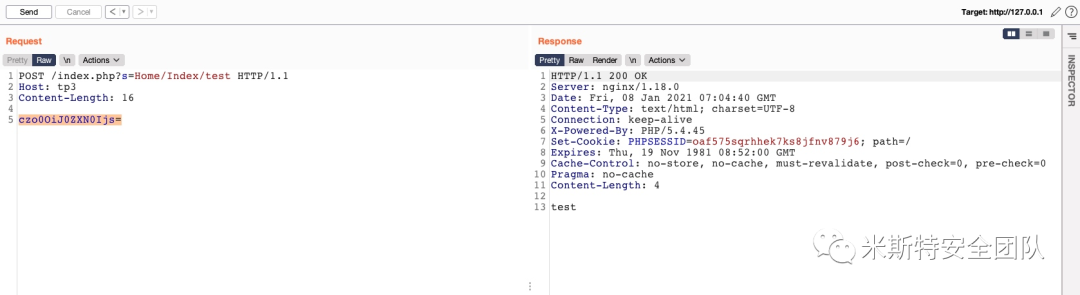 Send Cancel < ▾ > ▾ Target: http://127.0.0.1
Request
Pretty Raw \n Actions
1 POST /index.php?s=Home/Index/test HTTP/1.1
2 Host: tp3
3 Content-Length: 16
4
5 czo0OiJ0ZXN0Ijs=
Response
Pretty Raw Render \n Actions
1 HTTP/1.1 200 OK
2 Server: nginx/1.18.0
3 Date: Fri, 08 Jan 2021 07:04:40 GMT
4 Content-Type: text/html; charset=UTF-8
5 Connection: keep-alive
6 X-Powered-By: PHP/5.4.45
7 Set-Cookie: PHPSESSID=oaf575sqrhhek7ks8jfnv879j6; path=/
8 Expires: Thu, 19 Nov 1981 08:52:00 GMT
9 Cache-Control: no-store, no-cache, must-revalidate, post-check=0, pre-check=0
10 Pragma: no-cache
11 Content-Length: 4
12
13 test
INSPECTOR
米斯特安全团队